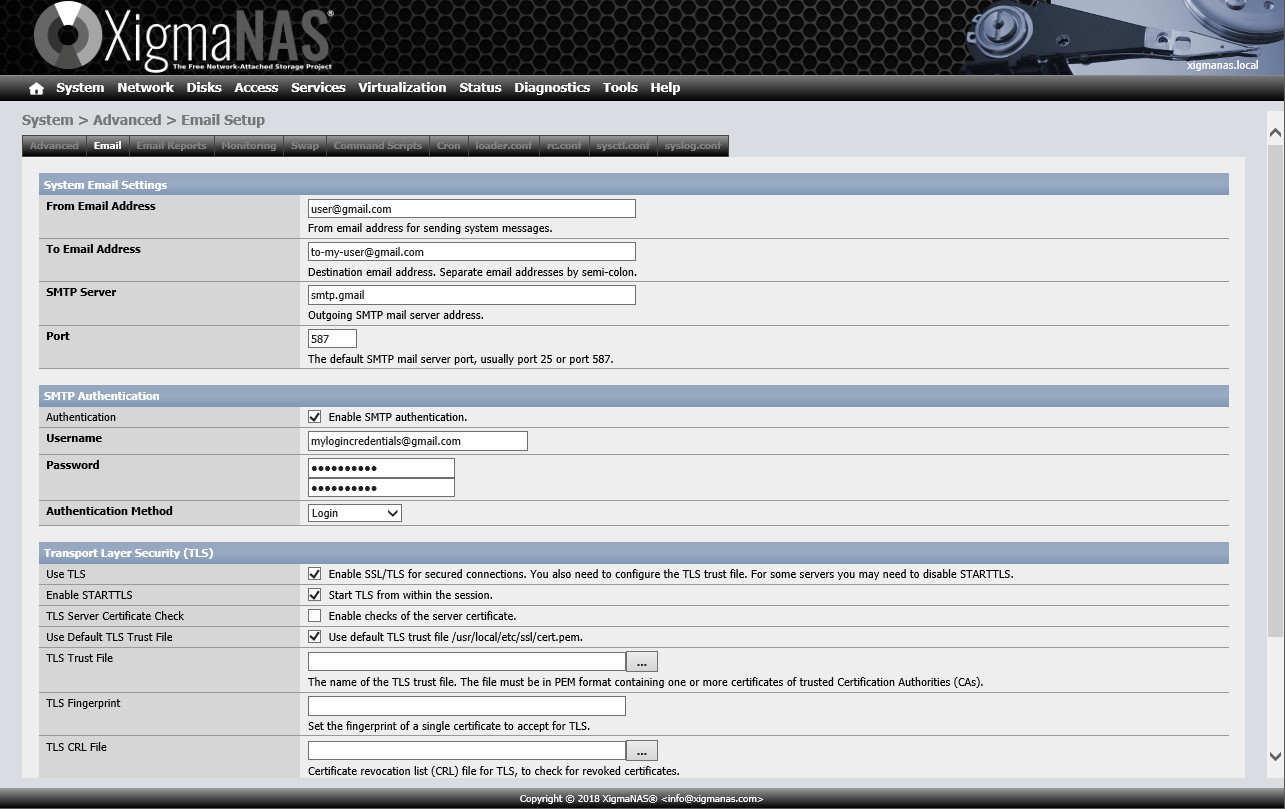 XigmaNAS®
The Free Network-Attached Storage Project
xigmanas.local
System Network Disks Access Services Virtualization Status Diagnostics Tools Help
System > Advanced > Email Setup
Advanced Email Email Reports Monitoring Swap Command Scripts Cron loader.conf rc.conf sysctl.conf syslog.conf
System Email Settings
From Email Address user@gmail.com
From email address for sending system messages.
To Email Address to-my-user@gmail.com
Destination email address. Separate email addresses by semi-colon.
SMTP Server smtp.gmail
Outgoing SMTP mail server address.
Port 587
The default SMTP mail server port, usually port 25 or port 587.
SMTP Authentication
Authentication Enable SMTP authentication.
Username mylogincredentials@gmail.com
Password ••••••••••
••••••••••
Authentication Method Login
Transport Layer Security (TLS)
Use TLS Enable SSL/TLS for secured connections. You also need to configure the TLS trust file. For some servers you may need to disable STARTTLS.
Enable STARTTLS Start TLS from within the session.
TLS Server Certificate Check Enable checks of the server certificate.
Use Default TLS Trust File Use default TLS trust file /usr/local/etc/ssl/cert.pem.
TLS Trust File ...
The name of the TLS trust file. The file must be in PEM format containing one or more certificates of trusted Certification Authorities (CAs).
TLS Fingerprint
Set the fingerprint of a single certificate to accept for TLS.
TLS CRL File ...
Certificate revocation list (CRL) file for TLS, to check for revoked certificates.
Copyright © 2018 XigmaNAS® <info@xigmanas.com>